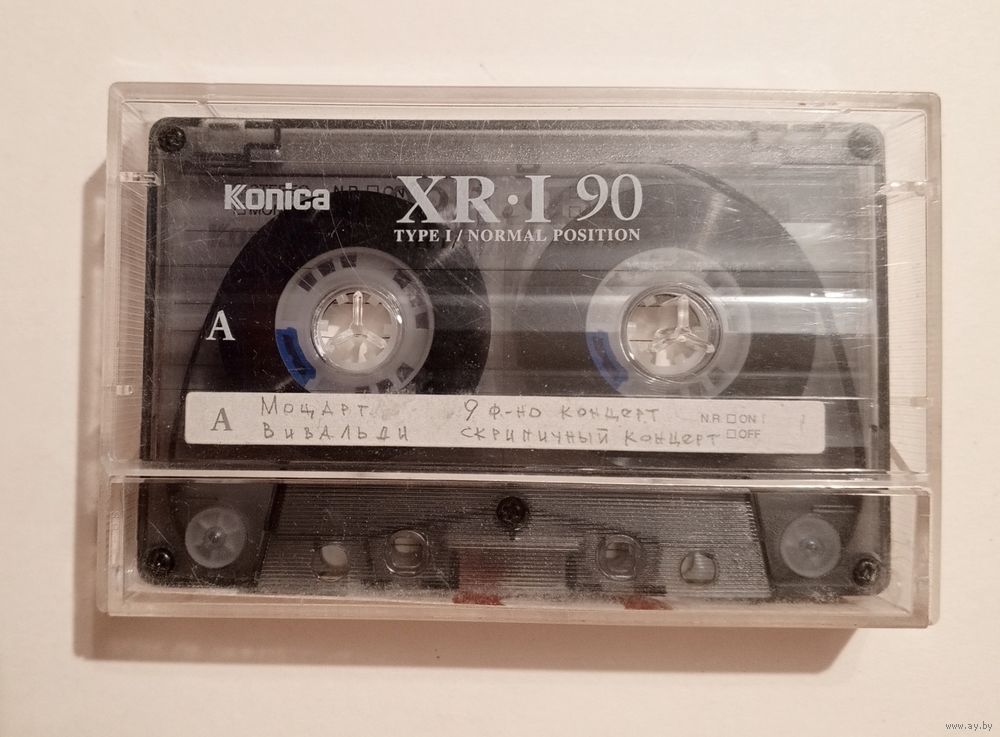 Konica
XR·I 90
TYPE I / NORMAL POSITION
A
A
Моцарт 9 ф-но концерт
Вивальди скрипичный концерт
N.R. □ ON
□ OFF
www.ay.by